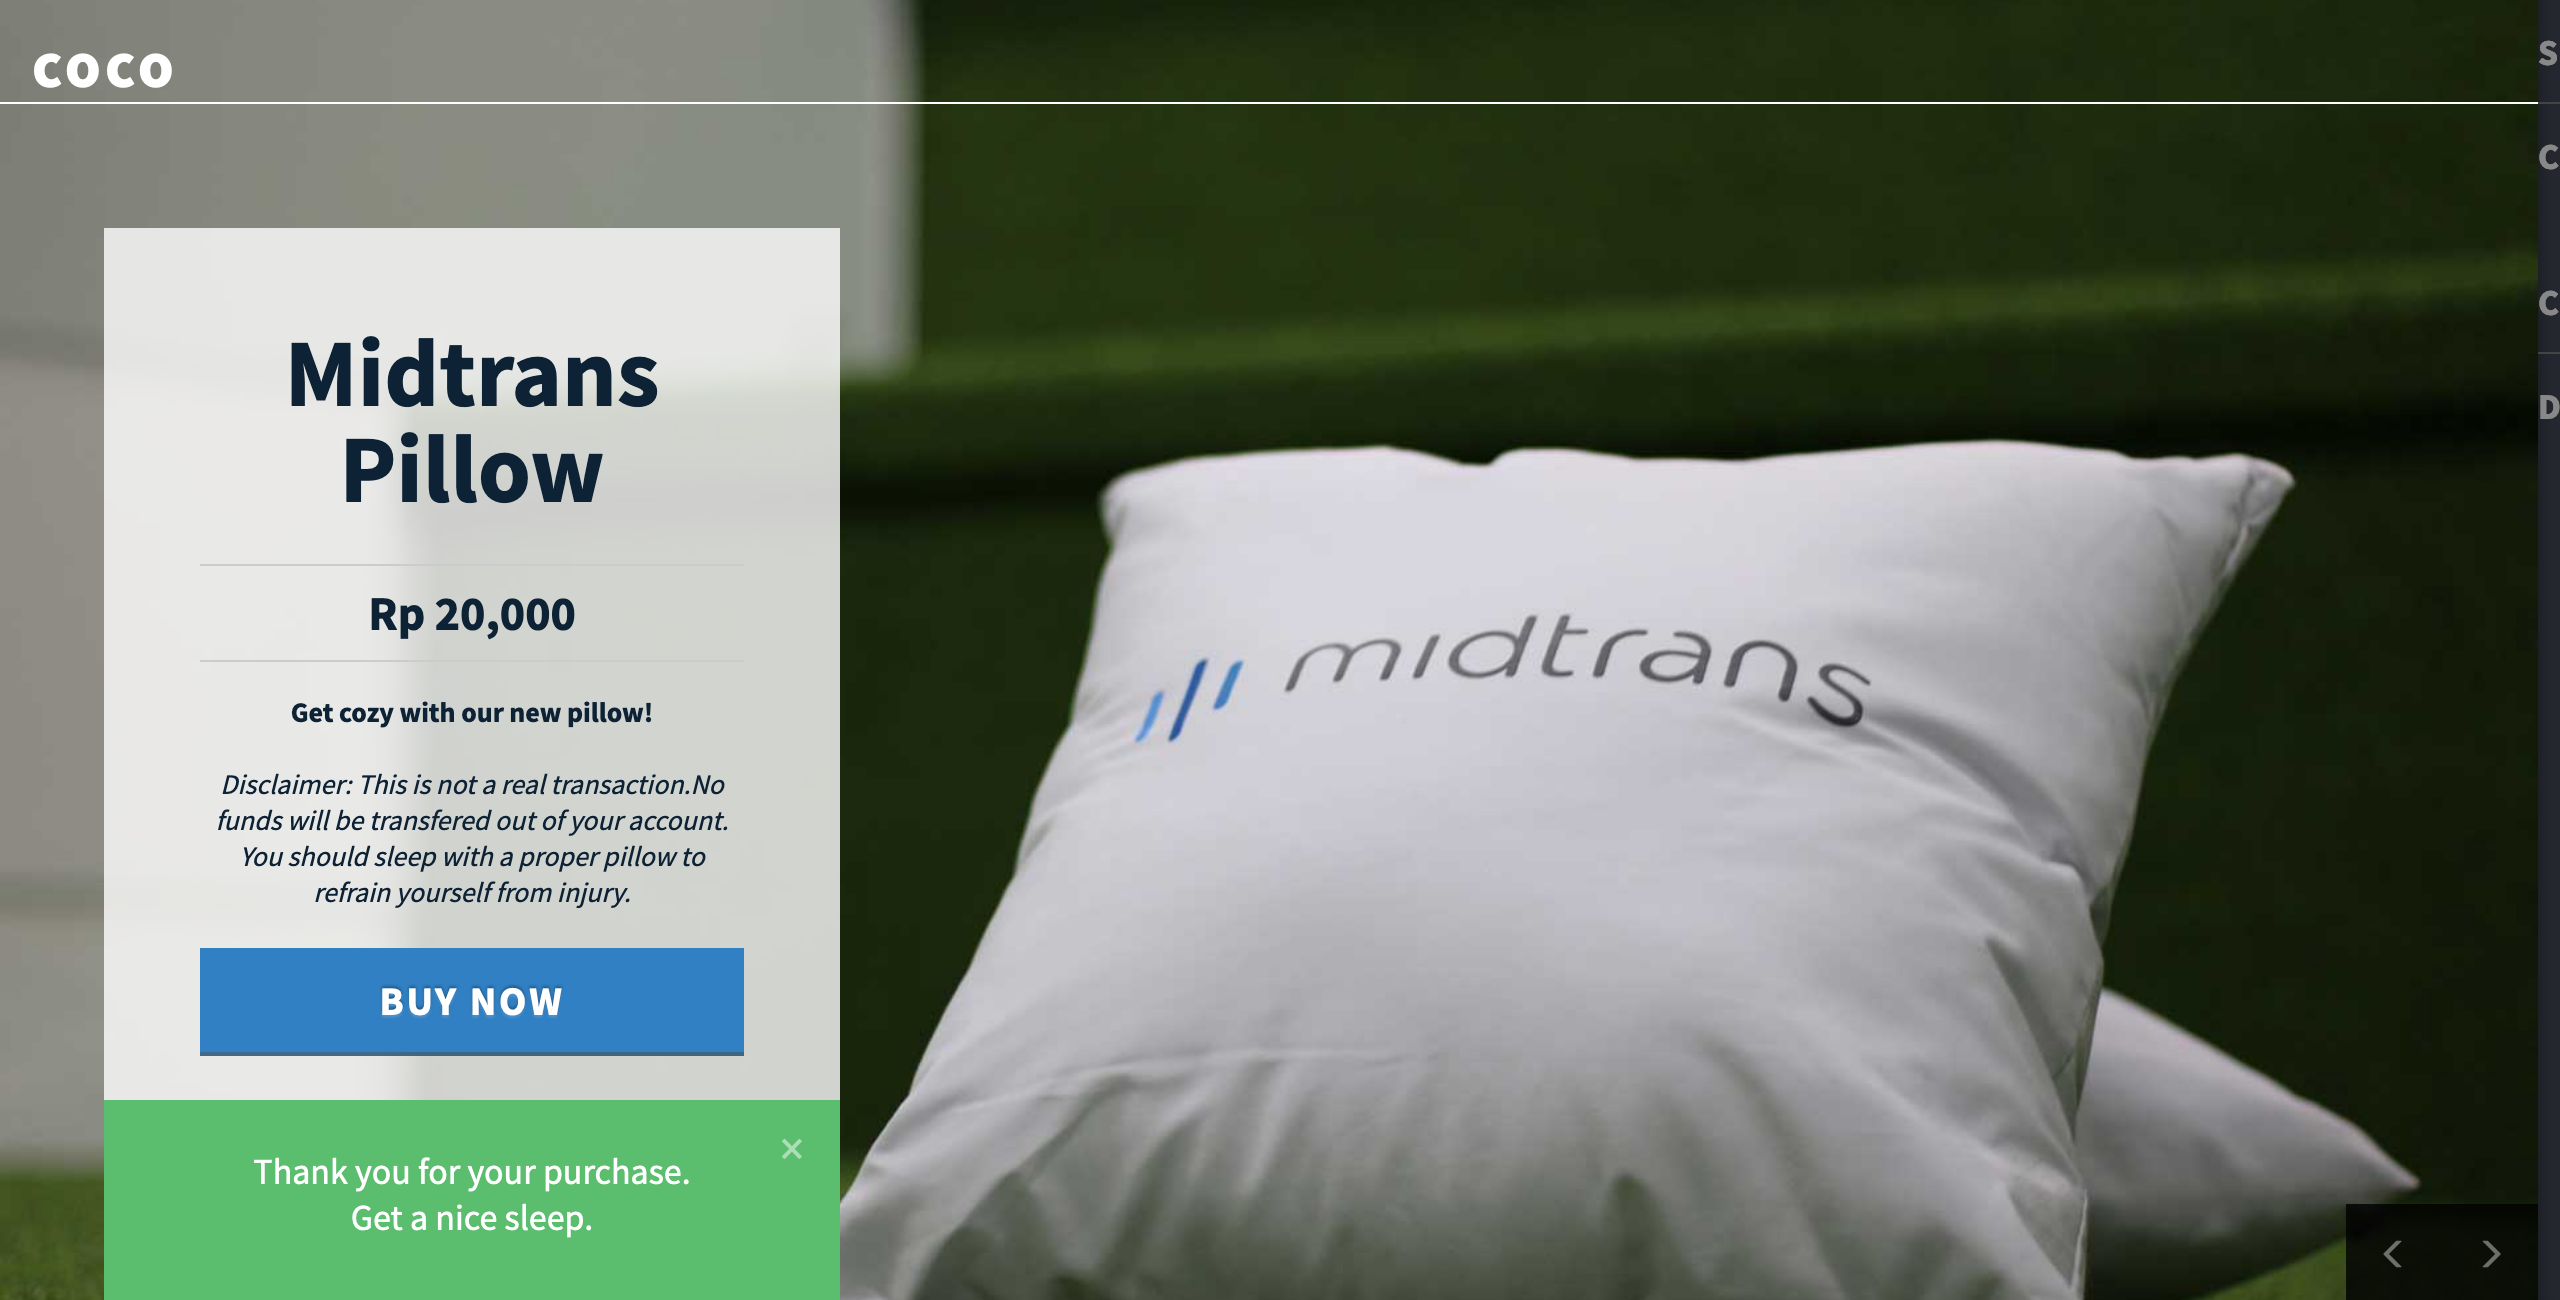 COCO
S
C
C
D
Midtrans
Pillow
Rp 20,000
Get cozy with our new pillow!
Disclaimer: This is not a real transaction.No
funds will be transfered out of your account.
You should sleep with a proper pillow to
refrain yourself from injury.
BUY NOW
Thank you for your purchase.
Get a nice sleep.
midtrans